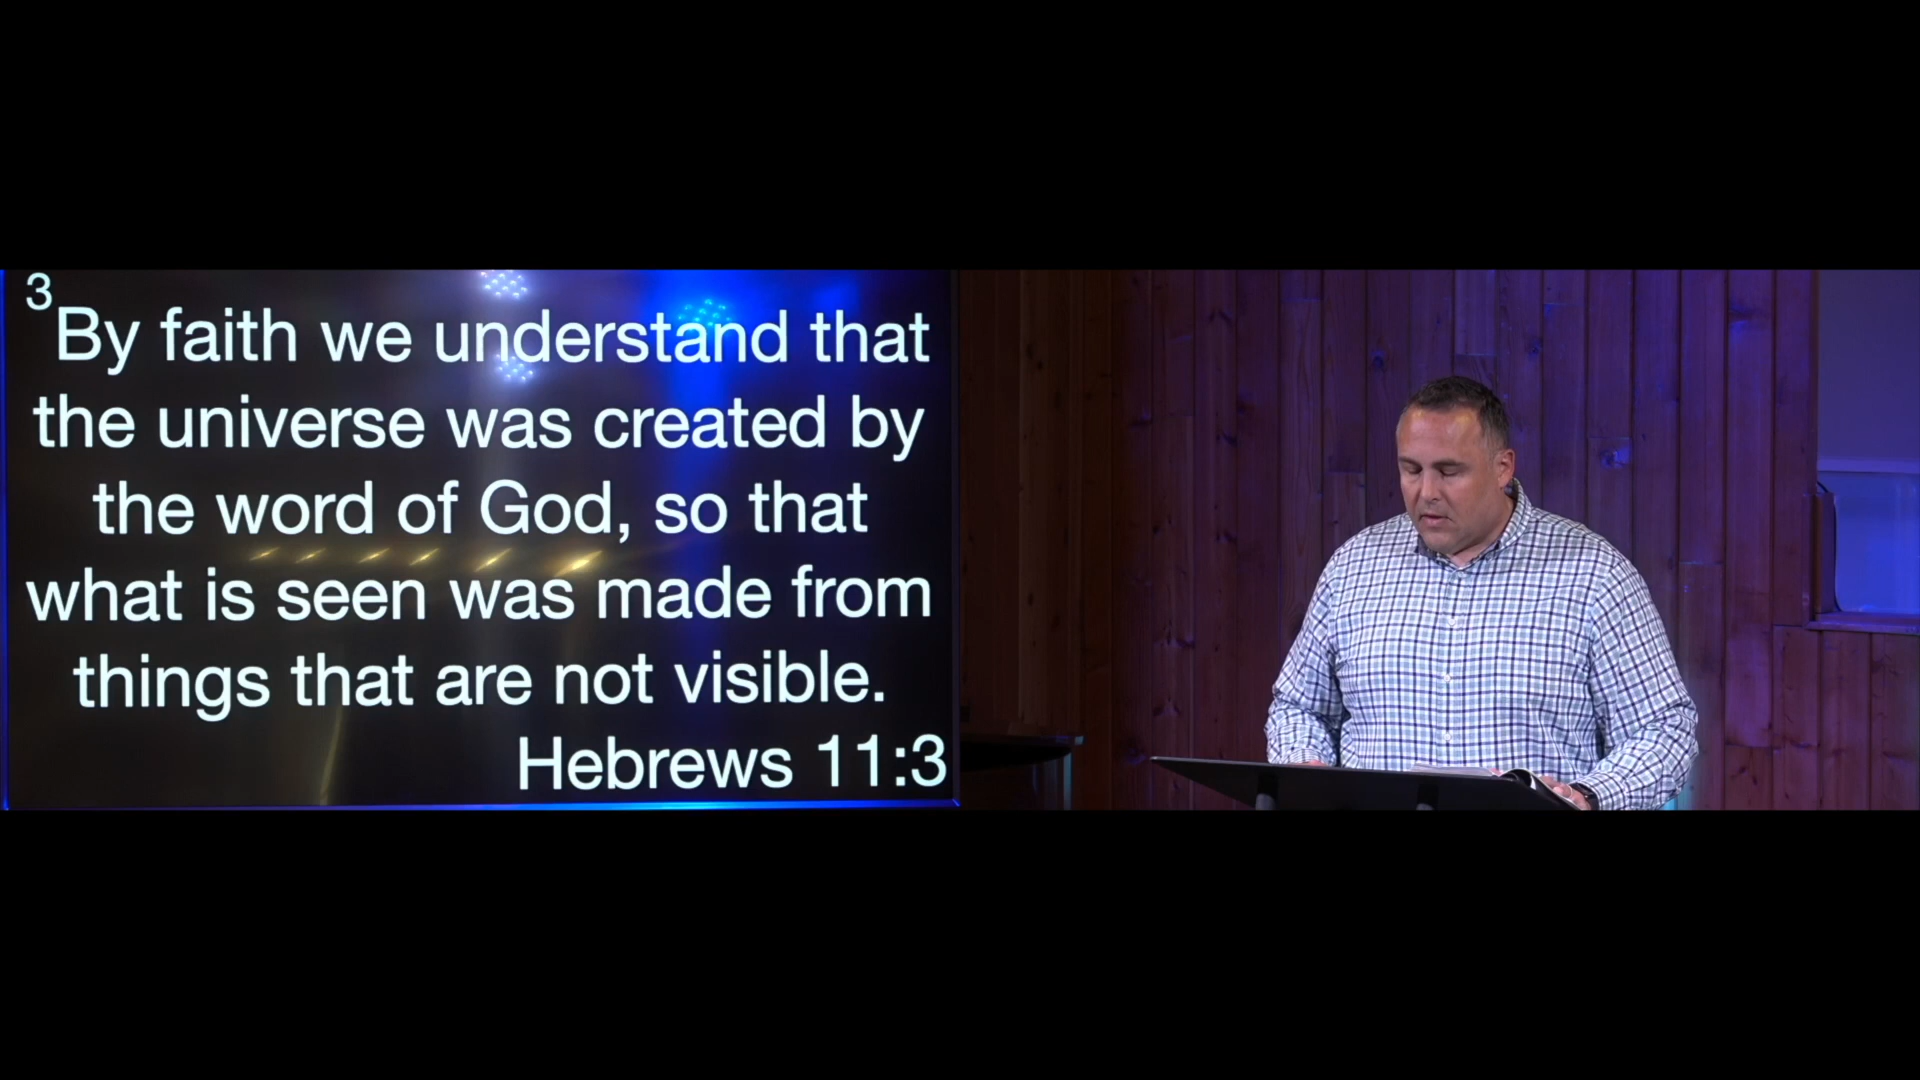 3
By faith we understand that
the universe was created by
the word of God, so that
what is seen was made from
things that are not visible.
Hebrews 11:3